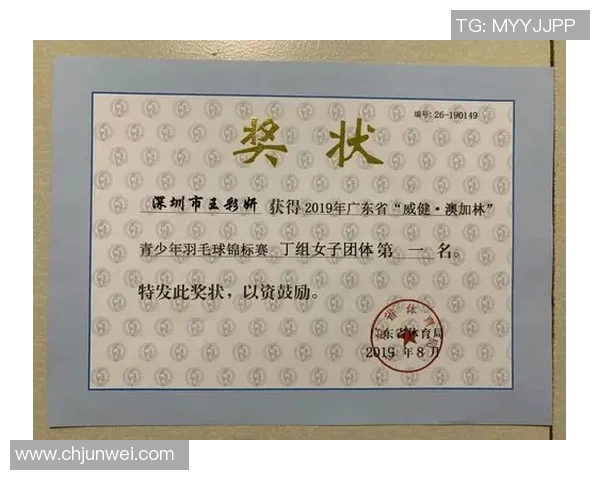 TG: MYYJJPP
编号:26-190149
奖状
深圳市王彩妍 获得2019年广东省“威健·澳加林”
青少年羽毛球锦标赛 丁组女子团体第一名。
特发此奖状，以资鼓励。
东省体育局
2019年8月
www.chjunwei.com